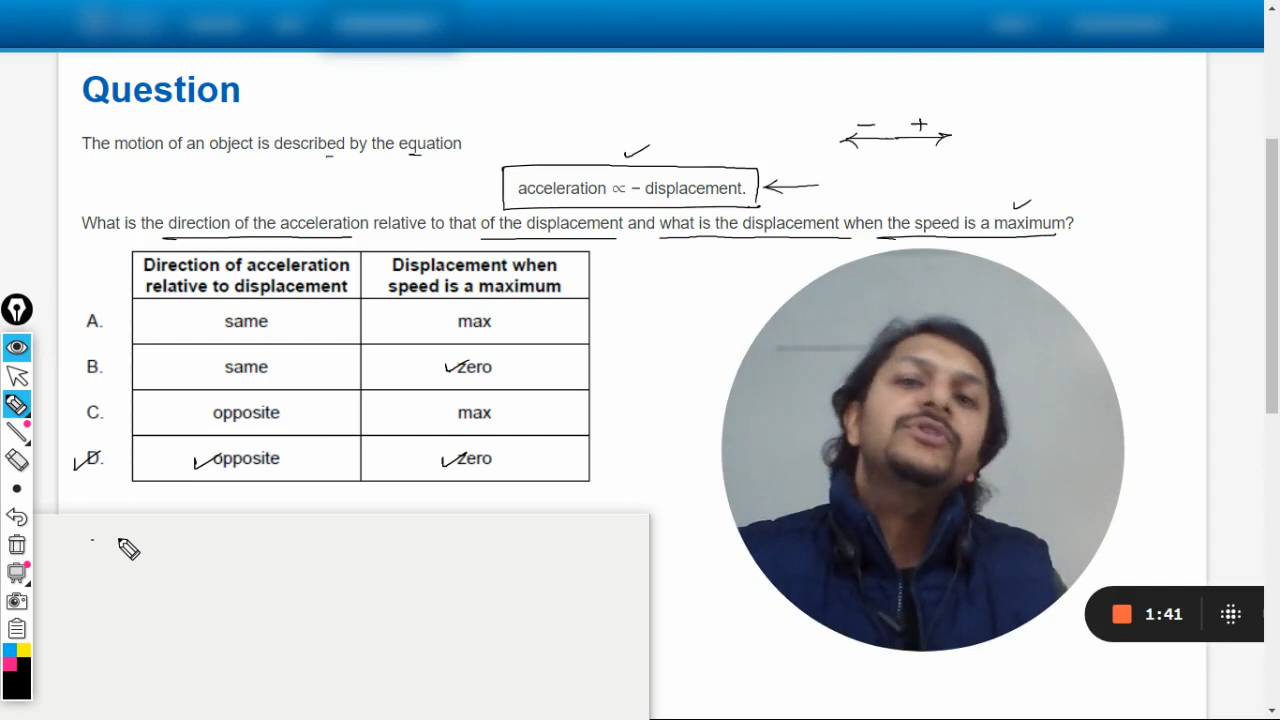 Question
The motion of an object is described by the equation
acceleration ∝ − displacement.
− +
What is the direction of the acceleration relative to that of the displacement and what is the displacement when the speed is a maximum?
Direction of acceleration relative to displacement
Displacement when speed is a maximum
A. same max
B. same zero
C. opposite max
D. opposite zero
1:41